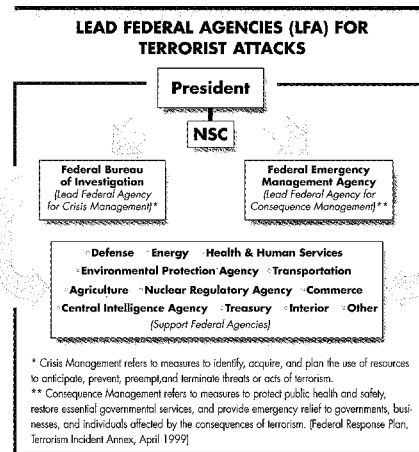 LEAD FEDERAL AGENCIES (LFA) FOR
TERRORIST ATTACKS
President
NSC
Federal Bureau
of Investigation
(Lead Federal Agency
for Crisis Management)*
Federal Emergency
Management Agency
(Lead Federal Agency for
Consequence Management)**
Defense Energy Health & Human Services
Environmental Protection Agency Transportation
Agriculture Nuclear Regulatory Agency Commerce
Central Intelligence Agency Treasury Interior Other
(Support Federal Agencies)
* Crisis Management refers to measures to identify, acquire, and plan the use of resources
to anticipate, prevent, preempt,and terminate threats or acts of terrorism.
** Consequence Management refers to measures to protect public health and safety,
restore essential governmental services, and provide emergency relief to governments, busi-
nesses, and individuals affected by the consequences of terrorism. (Federal Response Plan,
Terrorism Incident Annex, April 1999)